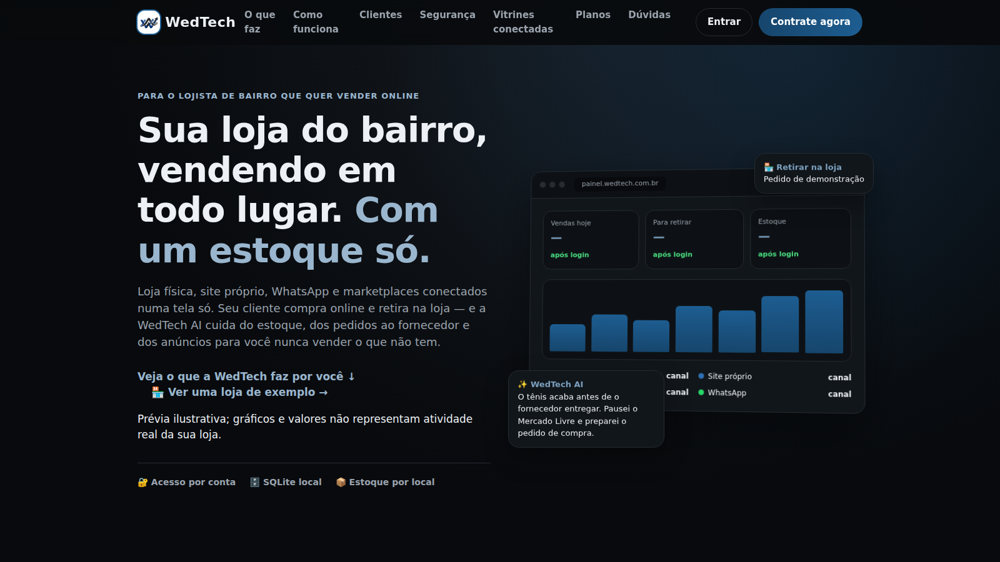 WedTech
O que
faz
Como
funciona
Clientes
Segurança
Vitrines
conectadas
Planos
Dúvidas
Entrar
Contrate agora
PARA O LOJISTA DE BAIRRO QUE QUER VENDER ONLINE
Sua loja do bairro,
vendendo em
todo lugar. Com
um estoque só.
Loja física, site próprio, WhatsApp e marketplaces conectados
numa tela só. Seu cliente compra online e retira na loja — e a
WedTech AI cuida do estoque, dos pedidos ao fornecedor e
dos anúncios para você nunca vender o que não tem.
Veja o que a WedTech faz por você ↓
🏪 Ver uma loja de exemplo →
Prévia ilustrativa; gráficos e valores não representam atividade
real da sua loja.
🔐 Acesso por conta
🗄️ SQLite local
📦 Estoque por local
🏪 Retirar na loja
Pedido de demonstração
painel.wedtech.com.br
Vendas hoje
—
após login
Para retirar
—
após login
Estoque
—
após login
canal
Site próprio
canal
canal
WhatsApp
canal
✨ WedTech AI
O tênis acaba antes de o
fornecedor entregar. Pausei o
Mercado Livre e preparei o
pedido de compra.